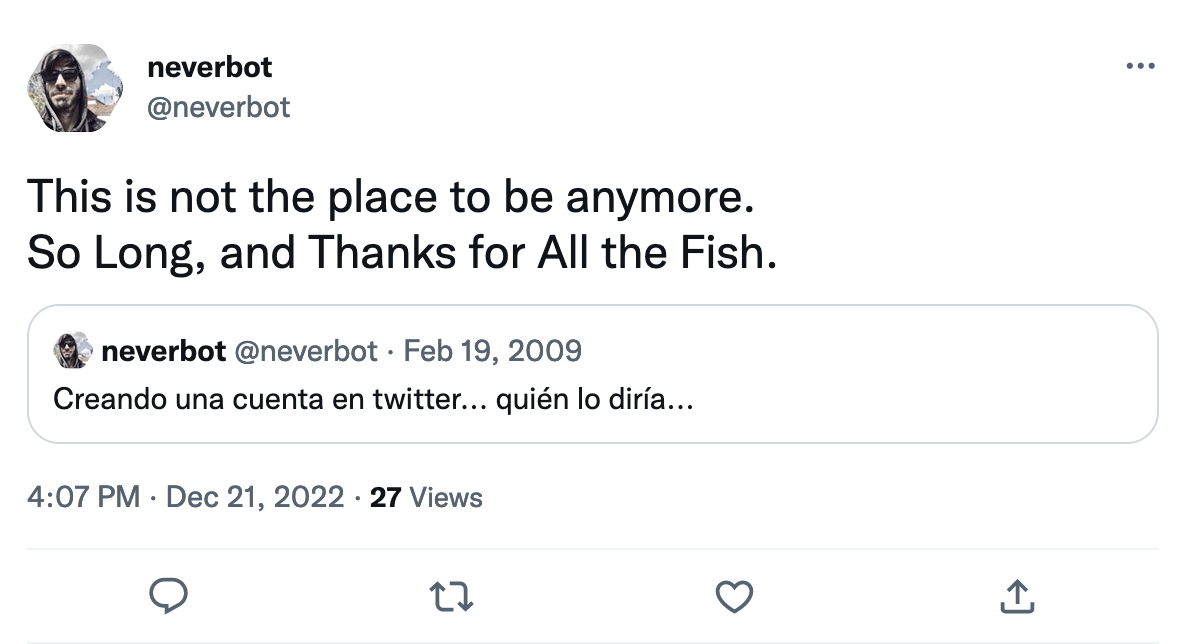 neverbot
@neverbot
This is not the place to be anymore.
So Long, and Thanks for All the Fish.
neverbot @neverbot · Feb 19, 2009
Creando una cuenta en twitter... quién lo diría...
4:07 PM · Dec 21, 2022 · 27 Views